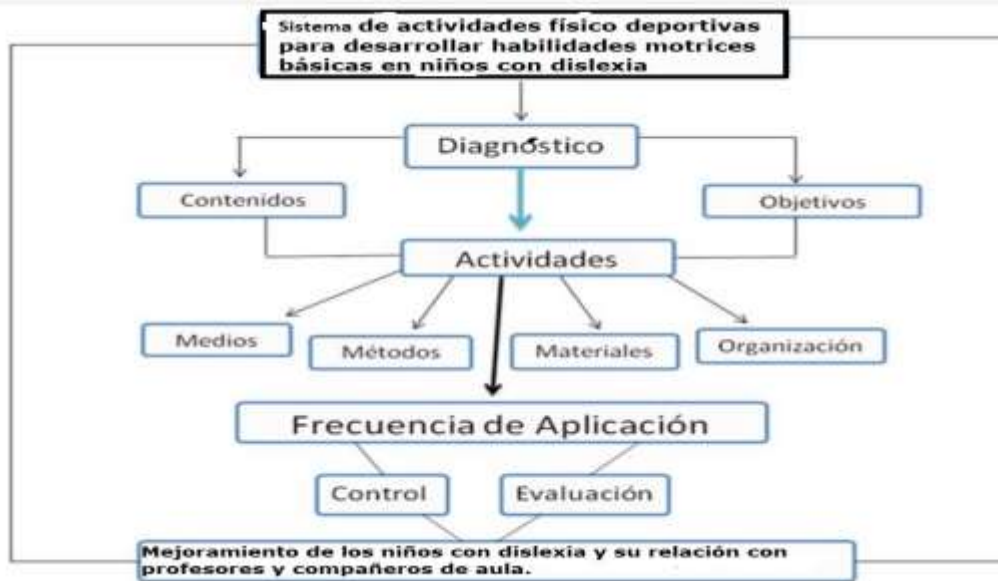 Sistema de actividades físico deportivas
para desarrollar habilidades motrices
básicas en niños con dislexia
Diagnóstico
Contenidos
Objetivos
Actividades
Medios
Métodos
Materiales
Organización
Frecuencia de Aplicación
Control
Evaluación
Mejoramiento de los niños con dislexia y su relación con
profesores y compañeros de aula.